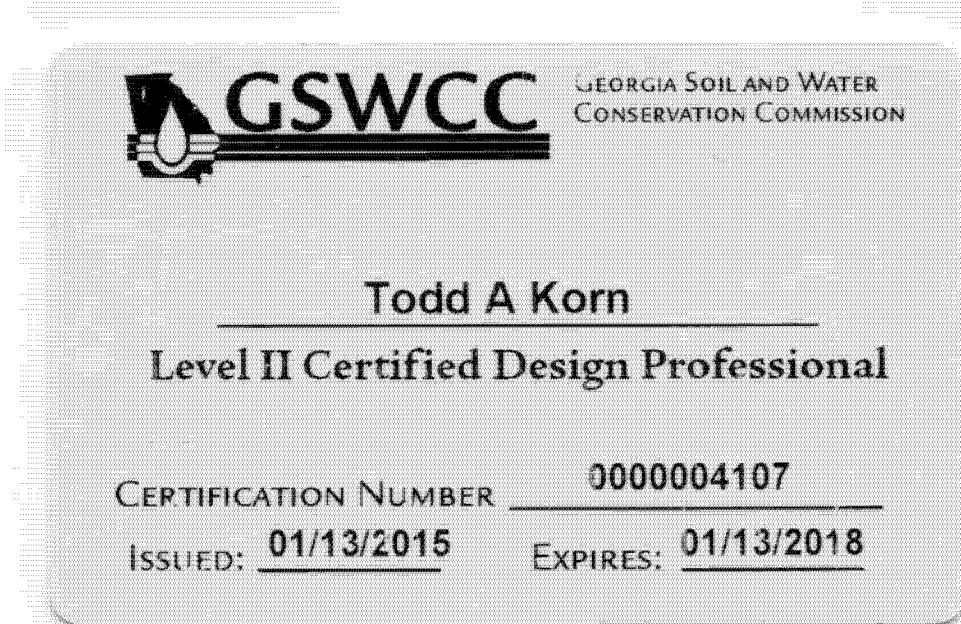 GSWCC
GEORGIA SOIL AND WATER
CONSERVATION COMMISSION
Todd A Korn
Level II Certified Design Professional
CERTIFICATION NUMBER 0000004107
ISSUED: 01/13/2015 EXPIRES: 01/13/2018